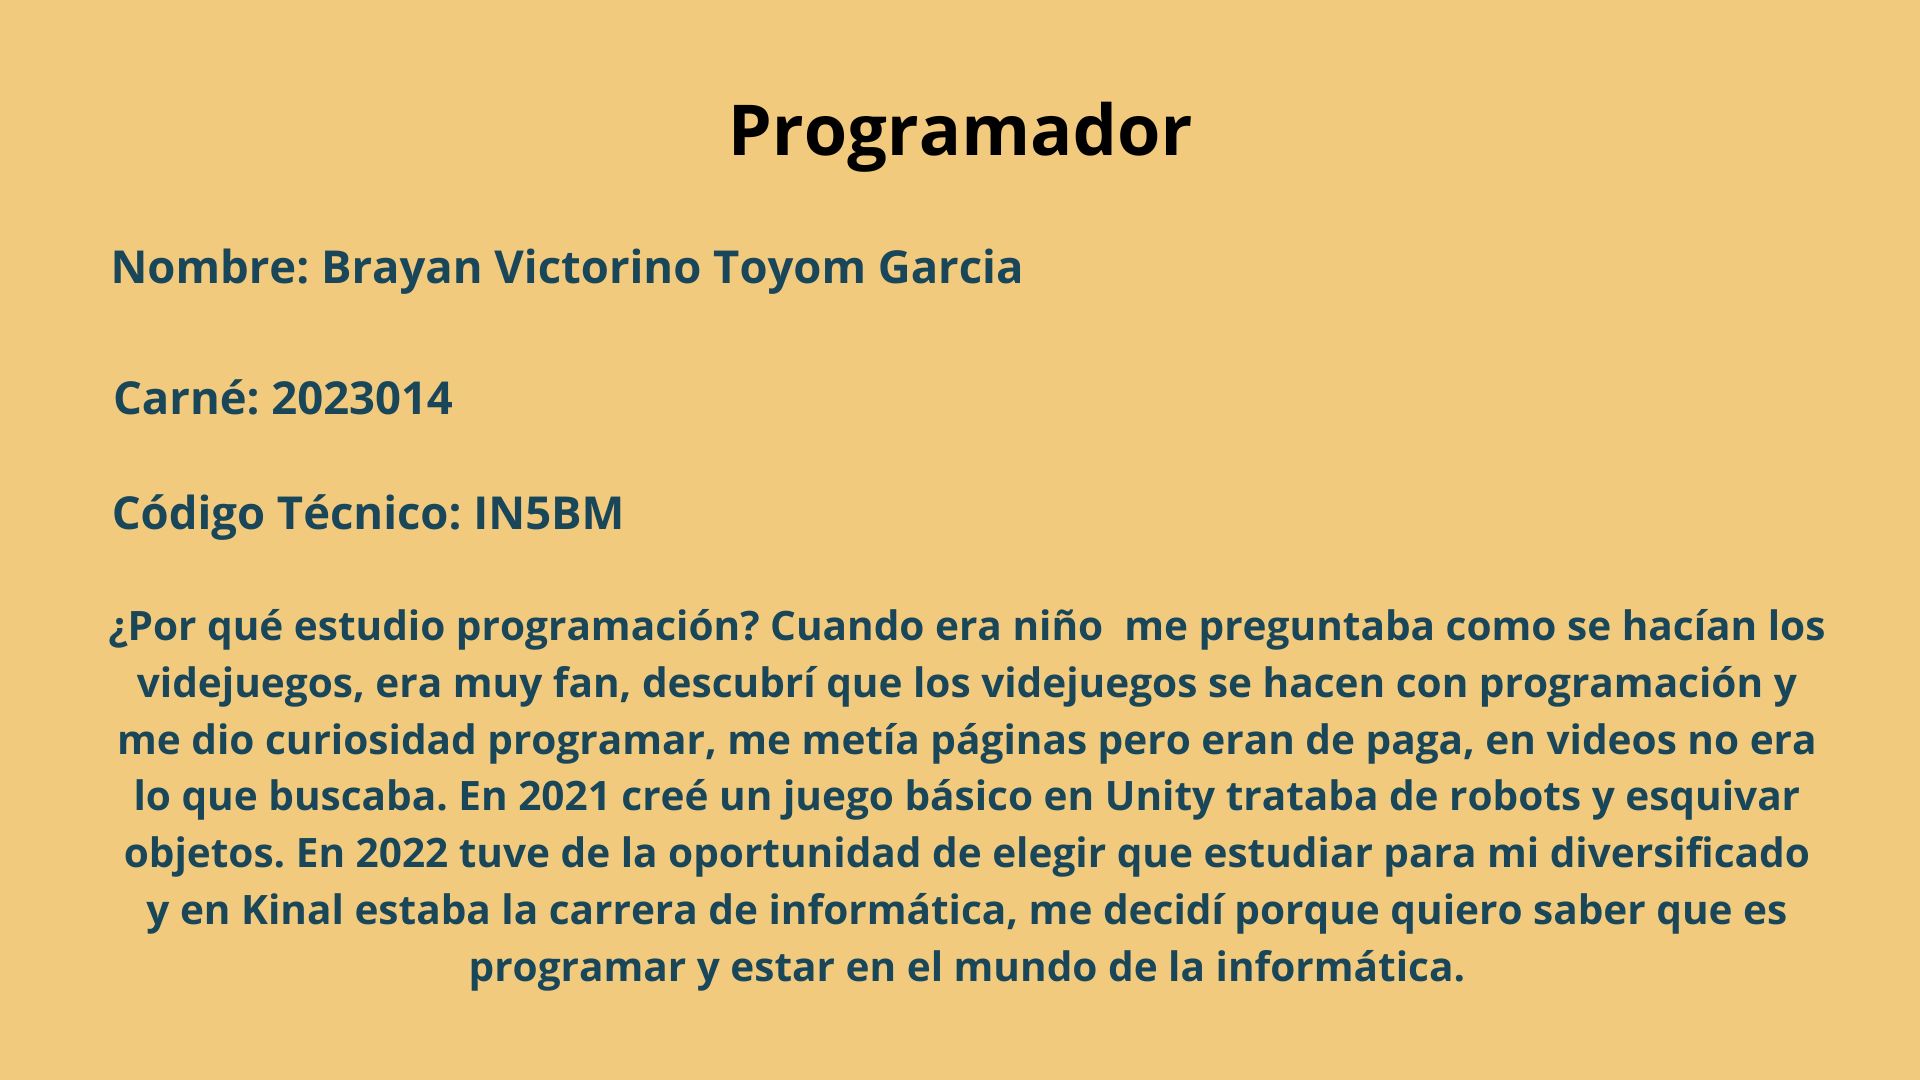 Programador
Nombre: Brayan Victorino Toyom Garcia
Carné: 2023014
Código Técnico: IN5BM
¿Por qué estudio programación? Cuando era niño  me preguntaba como se hacían los
videjuegos, era muy fan, descubrí que los videjuegos se hacen con programación y
me dio curiosidad programar, me metía páginas pero eran de paga, en videos no era
lo que buscaba. En 2021 creé un juego básico en Unity trataba de robots y esquivar
objetos. En 2022 tuve de la oportunidad de elegir que estudiar para mi diversificado
y en Kinal estaba la carrera de informática, me decidí porque quiero saber que es
programar y estar en el mundo de la informática.